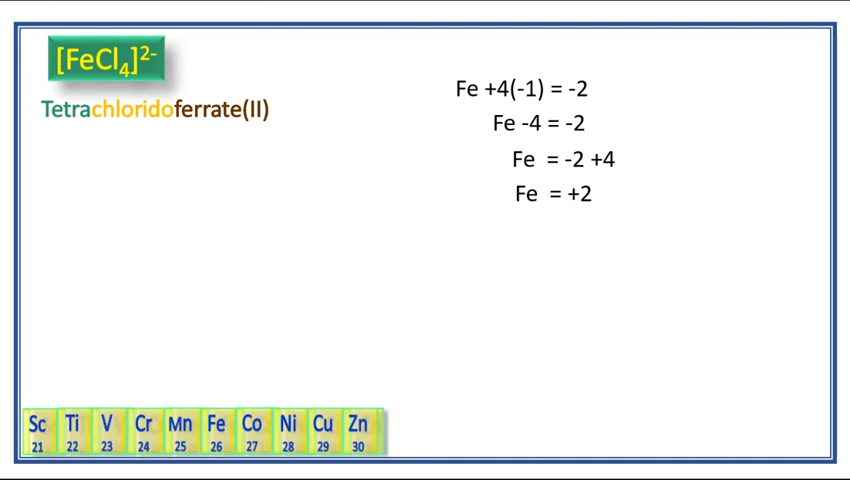 [FeCl₄]²⁻
Tetrachloridoferrate(II)
Fe +4(-1) = -2
Fe -4 = -2
Fe = -2 +4
Fe = +2
Sc Ti V Cr Mn Fe Co Ni Cu Zn
21 22 23 24 25 26 27 28 29 30